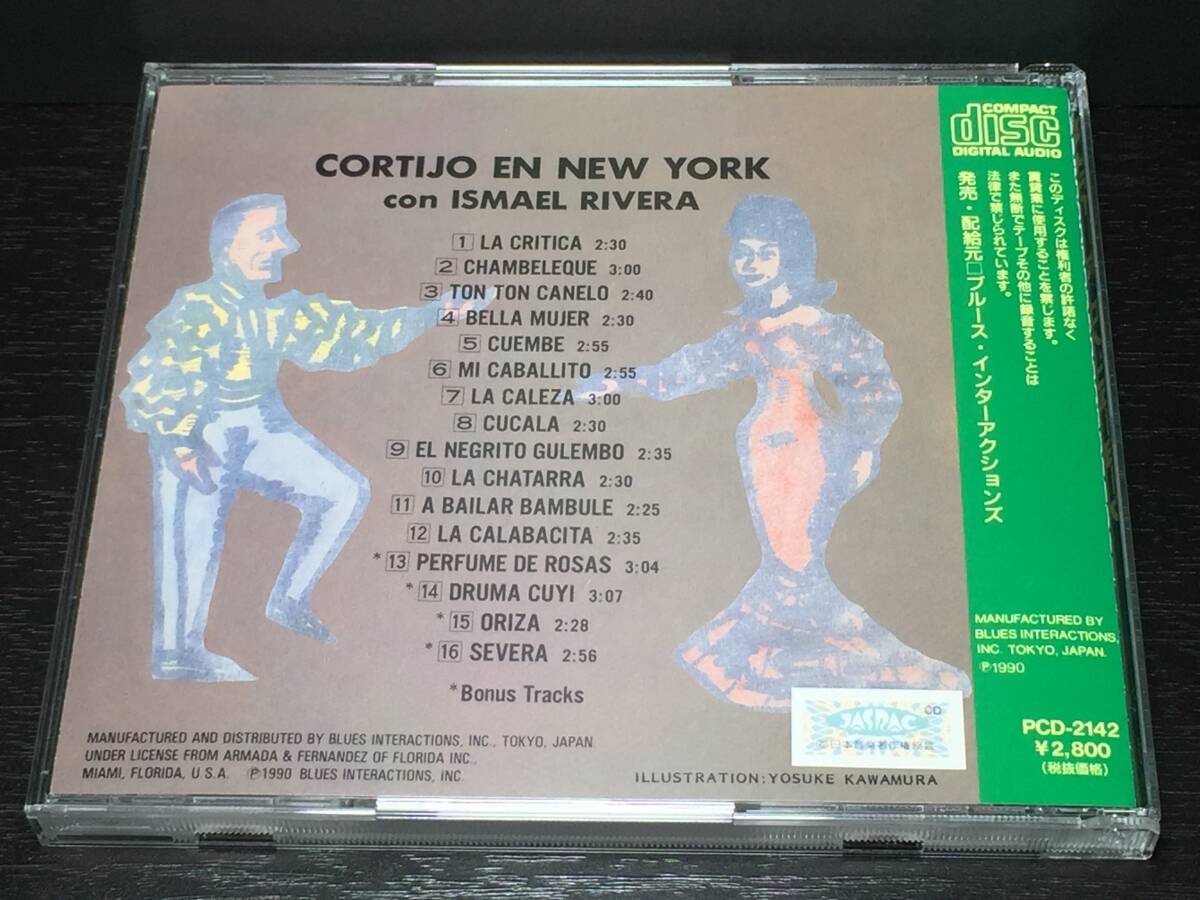 CORTIJO EN NEW YORK
con ISMAEL RIVERA
1 LA CRITICA 2:30
2 CHAMBELEQUE 3:00
3 TON TON CANELO 2:40
4 BELLA MUJER 2:30
5 CUEMBE 2:55
6 MI CABALLITO 2:55
7 LA CALEZA 3:00
8 CUCALA 2:30
9 EL NEGRITO GULEMBO 2:35
10 LA CHATARRA 2:30
11 A BAILAR BAMBULE 2:25
12 LA CALABACITA 2:35
*13 PERFUME DE ROSAS 3:04
*14 DRUMA CUYI 3:07
*15 ORIZA 2:28
*16 SEVERA 2:56
*Bonus Tracks
MANUFACTURED AND DISTRIBUTED BY BLUES INTERACTIONS, INC., TOKYO, JAPAN
UNDER LICENSE FROM ARMADA & FERNANDEZ OF FLORIDA INC.,
MIAMI, FLORIDA, U.S.A. ℗1990 BLUES INTERACTIONS, INC.
ILLUSTRATION: YOSUKE KAWAMURA
JASRAC
CD
COMPACT
disc
DIGITAL AUDIO
このディスクは権利者の許諾なく
賃貸業に使用することを禁じます。
また無断でテープその他に録音することは
法律で禁じられています。
発売・配給元□ブルース・インターアクションズ
MANUFACTURED BY
BLUES INTERACTIONS,
INC. TOKYO, JAPAN.
℗1990
PCD-2142
¥2,800
(税抜価格)